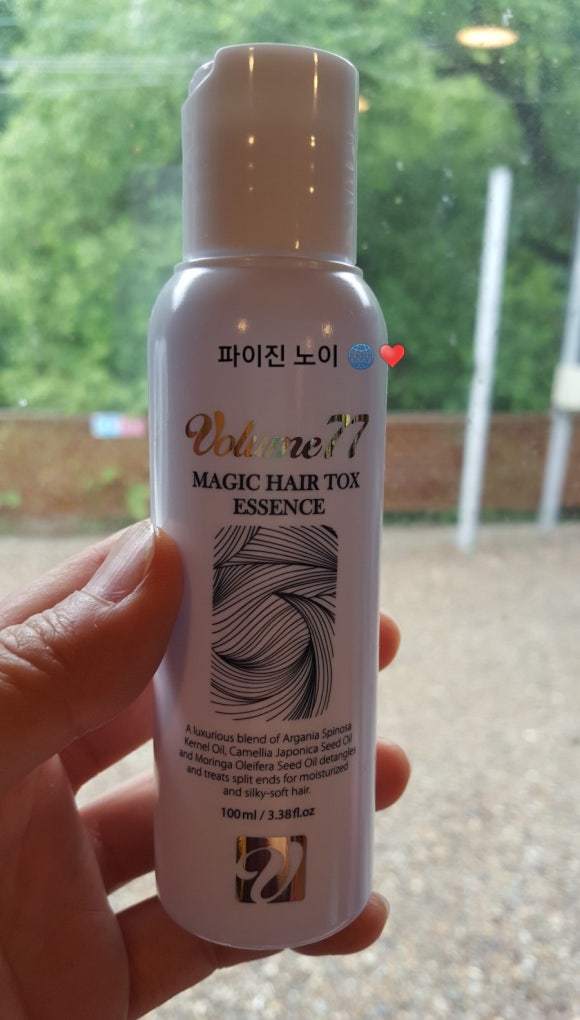 파이진 노이 🌐❤️
Volume77
MAGIC HAIR TOX
ESSENCE
A luxurious blend of Argania Spinosa
Kernel Oil, Camellia Japonica Seed Oil
and Moringa Oleifera Seed Oil detangles
and treats split ends for moisturized
and silky-soft hair.
100ml / 3.38fl.oz
V